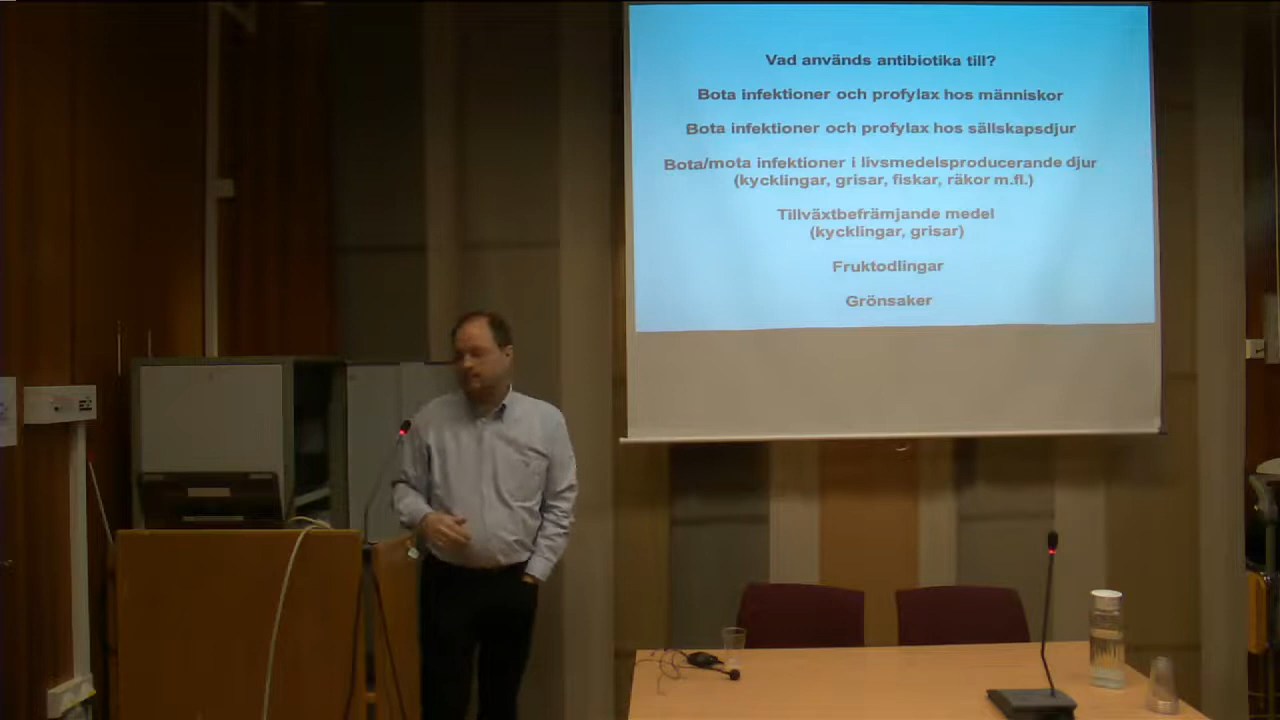 Vad används antibiotika till?
Bota infektioner och profylax hos människor
Bota infektioner och profylax hos sällskapsdjur
Bota/mota infektioner i livsmedelsproducerande djur
(kycklingar, grisar, fiskar, räkor m.fl.)
Tillväxtbefrämjande medel
(kycklingar, grisar)
Fruktodlingar
Grönsaker